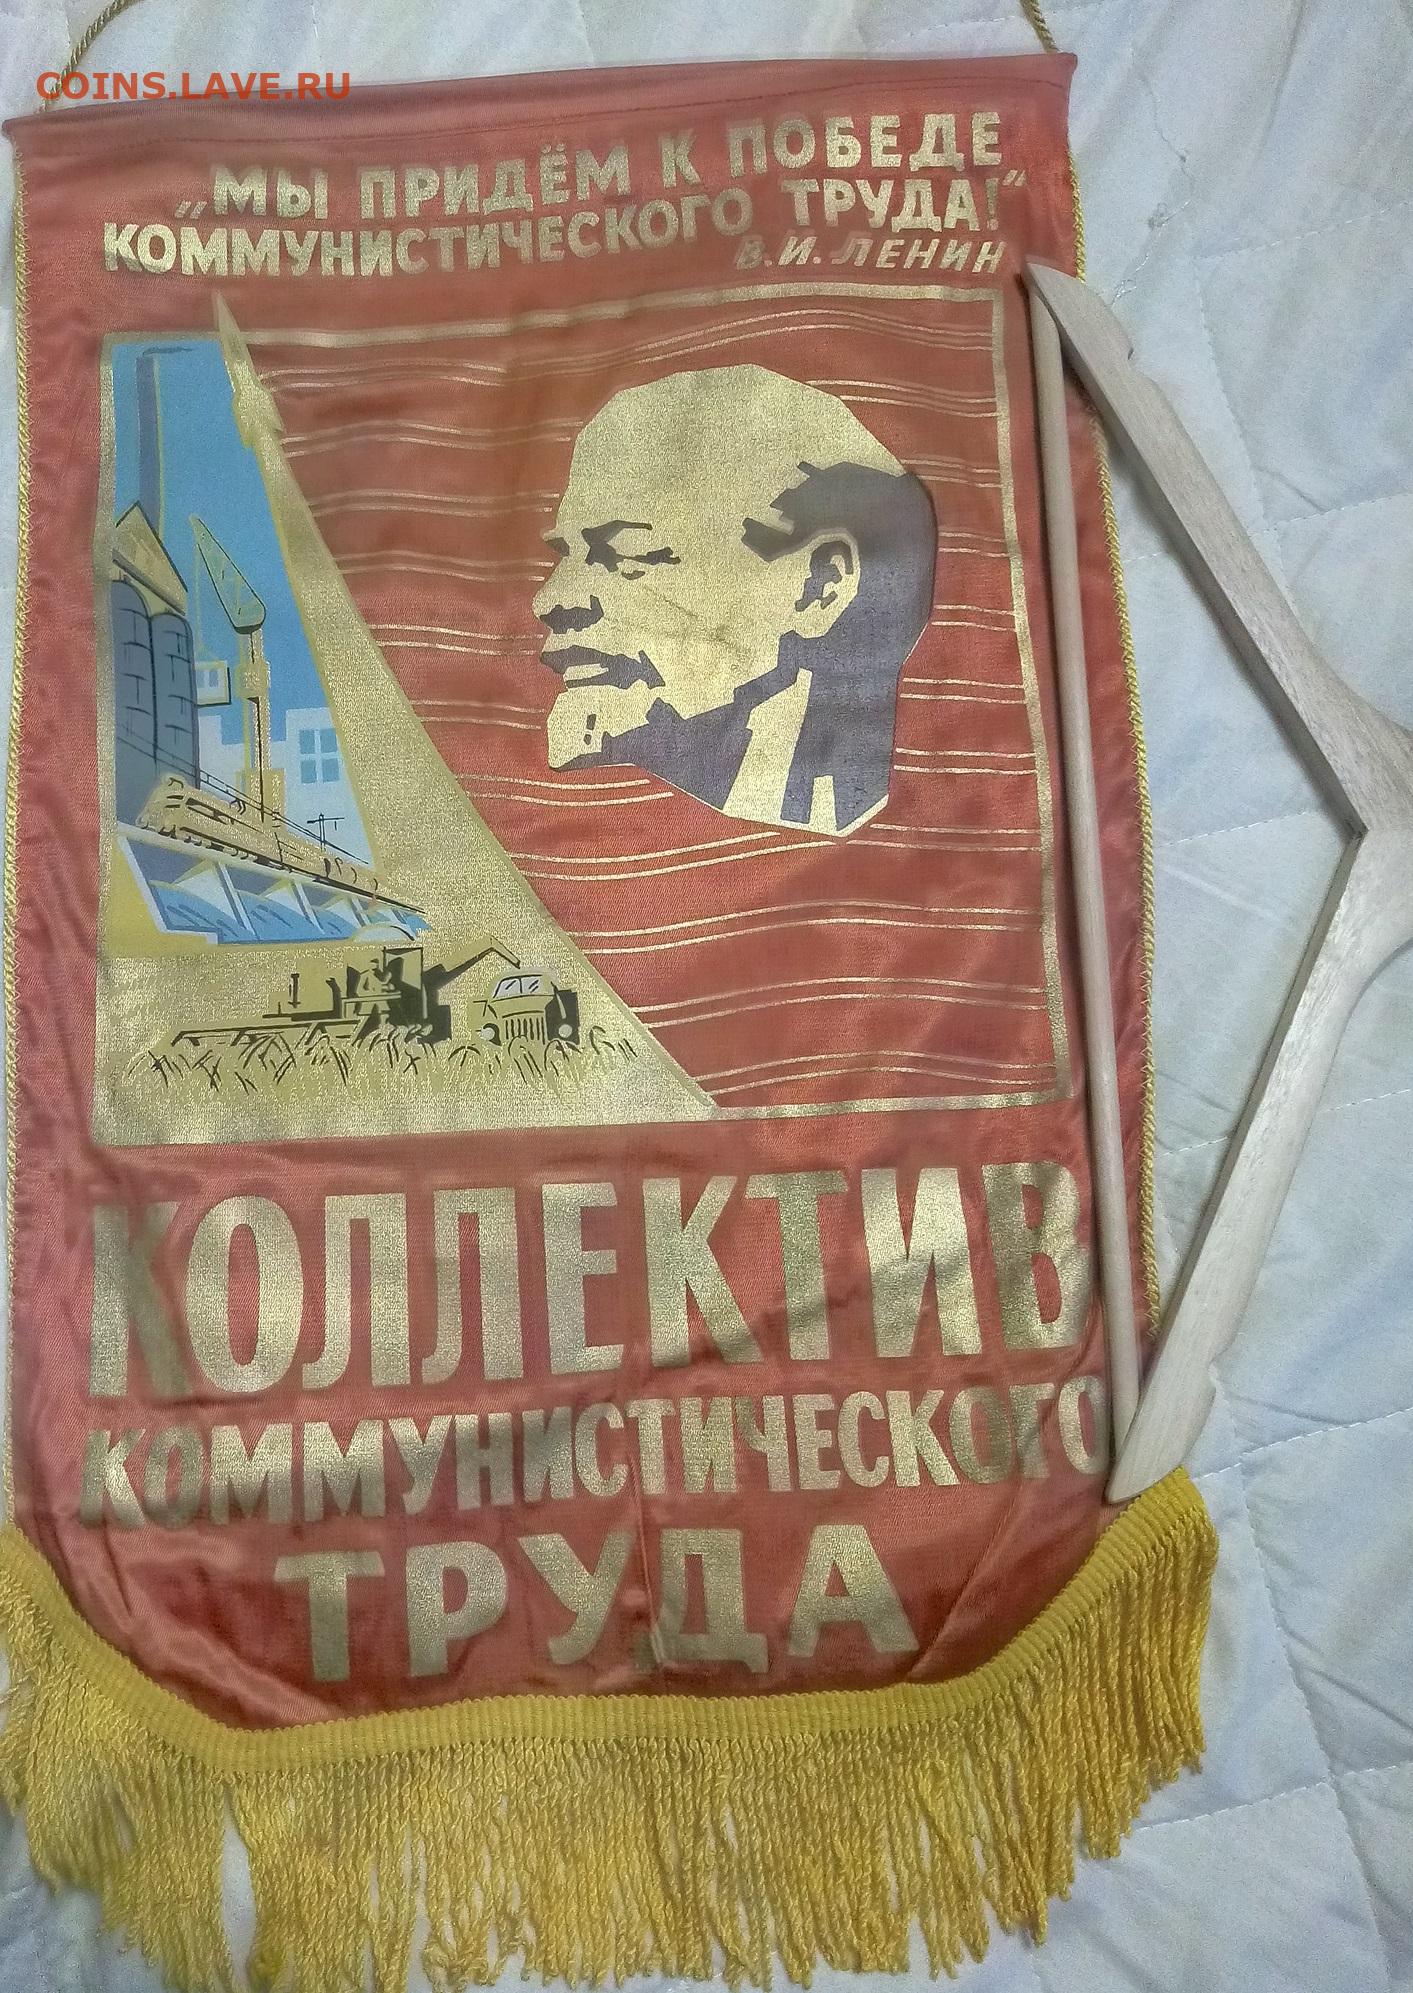 COINS.LAVE.RU
„МЫ ПРИДЁМ К ПОБЕДЕ
КОММУНИСТИЧЕСКОГО ТРУДА!“
В.И. ЛЕНИН
КОЛЛЕКТИВ
КОММУНИСТИЧЕСКОГО
ТРУДА